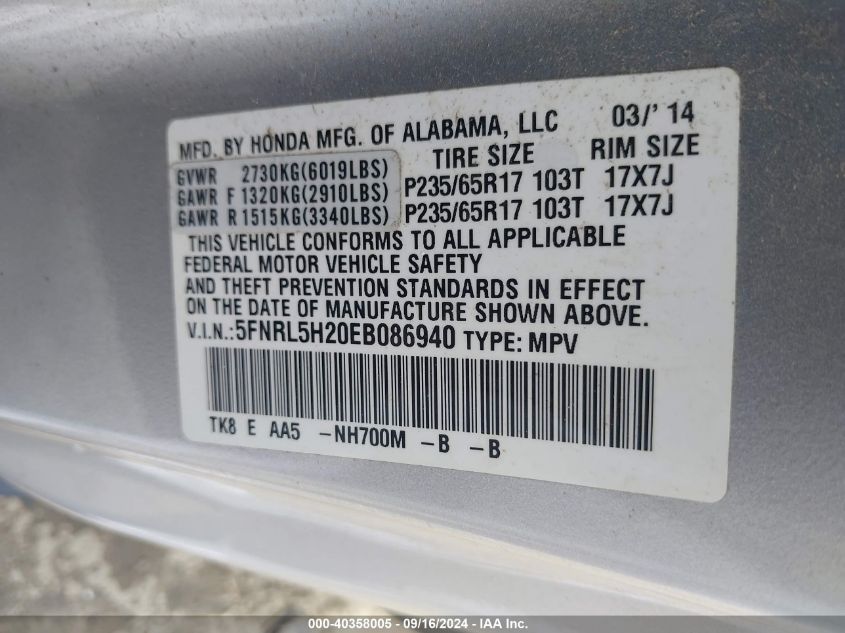 MFD. BY HONDA MFG. OF ALABAMA, LLC 03/' 14
TIRE SIZE RIM SIZE
GVWR 2730KG(6019LBS)
GAWR F 1320KG(2910LBS) P235/65R17 103T 17X7J
GAWR R 1515KG(3340LBS) P235/65R17 103T 17X7J
THIS VEHICLE CONFORMS TO ALL APPLICABLE
FEDERAL MOTOR VEHICLE SAFETY
AND THEFT PREVENTION STANDARDS IN EFFECT
ON THE DATE OF MANUFACTURE SHOWN ABOVE.
V.I.N.:5FNRL5H20EB086940 TYPE: MPV
TK8 E AA5 -NH700M -B -B
000-40358005 - 09/16/2024 - IAA Inc.